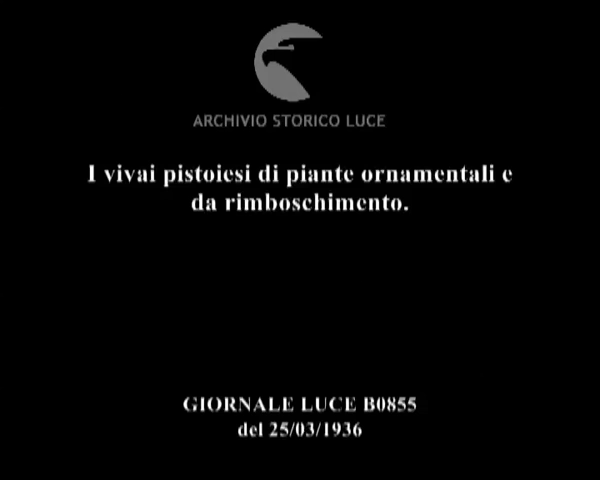 ARCHIVIO STORICO LUCE
I vivai pistoiesi di piante ornamentali e
da rimboschimento.
GIORNALE LUCE B0855
del 25/03/1936